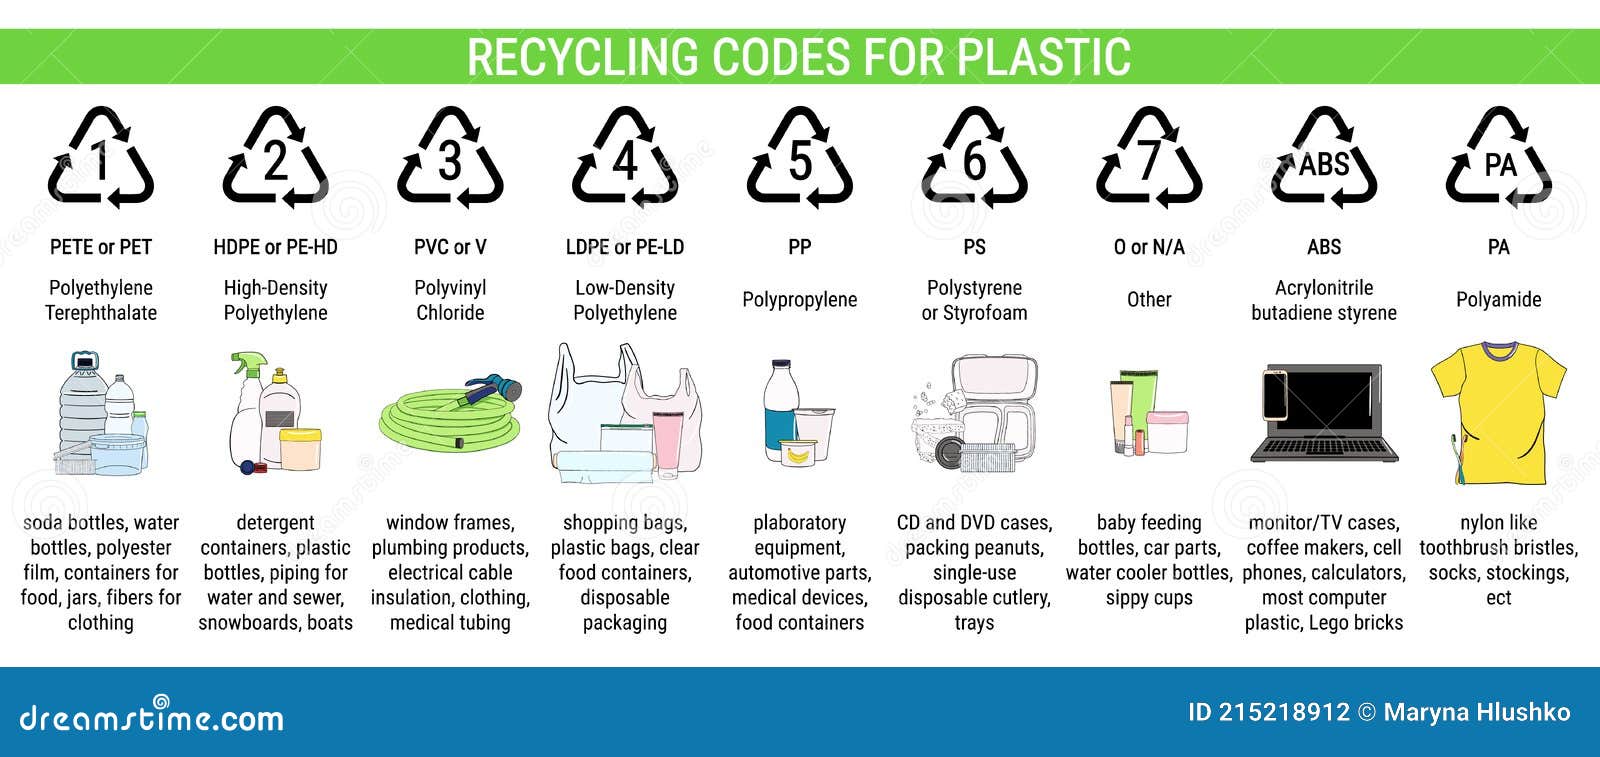 RECYCLING CODES FOR PLASTIC
1
PETE or PET
Polyethylene
Terephthalate
soda bottles, water
bottles, polyester
film, containers for
food, jars, fibers for
clothing
2
HDPE or PE-HD
High-Density
Polyethylene
detergent
containers, plastic
bottles, piping for
water and sewer,
snowboards, boats
3
PVC or V
Polyvinyl
Chloride
window frames,
plumbing products,
electrical cable
insulation, clothing,
medical tubing
4
LDPE or PE-LD
Low-Density
Polyethylene
shopping bags,
plastic bags, clear
food containers,
disposable
packaging
5
PP
Polypropylene
plaboratory
equipment,
automotive parts,
medical devices,
food containers
6
PS
Polystyrene
or Styrofoam
CD and DVD cases,
packing peanuts,
single-use
disposable cutlery,
trays
7
O or N/A
Other
baby feeding
bottles, car parts,
water cooler bottles,
sippy cups
ABS
ABS
Acrylonitrile
butadiene styrene
monitor/TV cases,
coffee makers, cell
phones, calculators,
most computer
plastic, Lego bricks
PA
PA
Polyamide
nylon like
toothbrush bristles,
socks, stockings,
ect
dreamstime.com
ID 215218912 © Maryna Hlushko